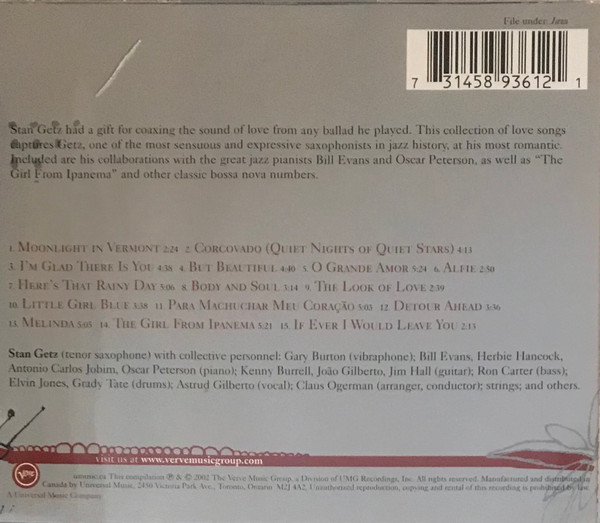 File under: Jazz
7 31458 93612 1
Stan Getz had a gift for coaxing the sound of love from any ballad he played. This collection of love songs
captures Getz, one of the most sensuous and expressive saxophonists in jazz history, at his most romantic.
Included are his collaborations with the great jazz pianists Bill Evans and Oscar Peterson, as well as “The
Girl From Ipanema” and other classic bossa nova numbers.
1. Moonlight in Vermont 2:24 2. Corcovado (Quiet Nights of Quiet Stars) 4:13
3. I'm Glad There Is You 4:38 4. But Beautiful 4:40 5. O Grande Amor 5:24 6. Alfie 2:50
7. Here's That Rainy Day 5:06 8. Body and Soul 3:14 9. The Look of Love 2:39
10. Little Girl Blue 3:38 11. Para Machuchar Meu Coração 5:03 12. Detour Ahead 3:36
13. Melinda 5:05 14. The Girl From Ipanema 5:21 15. If Ever I Would Leave You 2:13
Stan Getz (tenor saxophone) with collective personnel: Gary Burton (vibraphone); Bill Evans, Herbie Hancock,
Antonio Carlos Jobim, Oscar Peterson (piano); Kenny Burrell, João Gilberto, Jim Hall (guitar); Ron Carter (bass);
Elvin Jones, Grady Tate (drums); Astrud Gilberto (vocal); Claus Ogerman (arranger, conductor); strings; and others.
visit us at www.vervemusicgroup.com
Verve
umusic.ca This compilation ℗ & © 2002 The Verve Music Group, a Division of UMG Recordings, Inc. All rights reserved. Manufactured and distributed in
Canada by Universal Music, 2450 Victoria Park Ave., Toronto, Ontario M2J 4A2. Unauthorized reproduction, copying and rental of this recording is prohibited by law.
A Universal Music Company